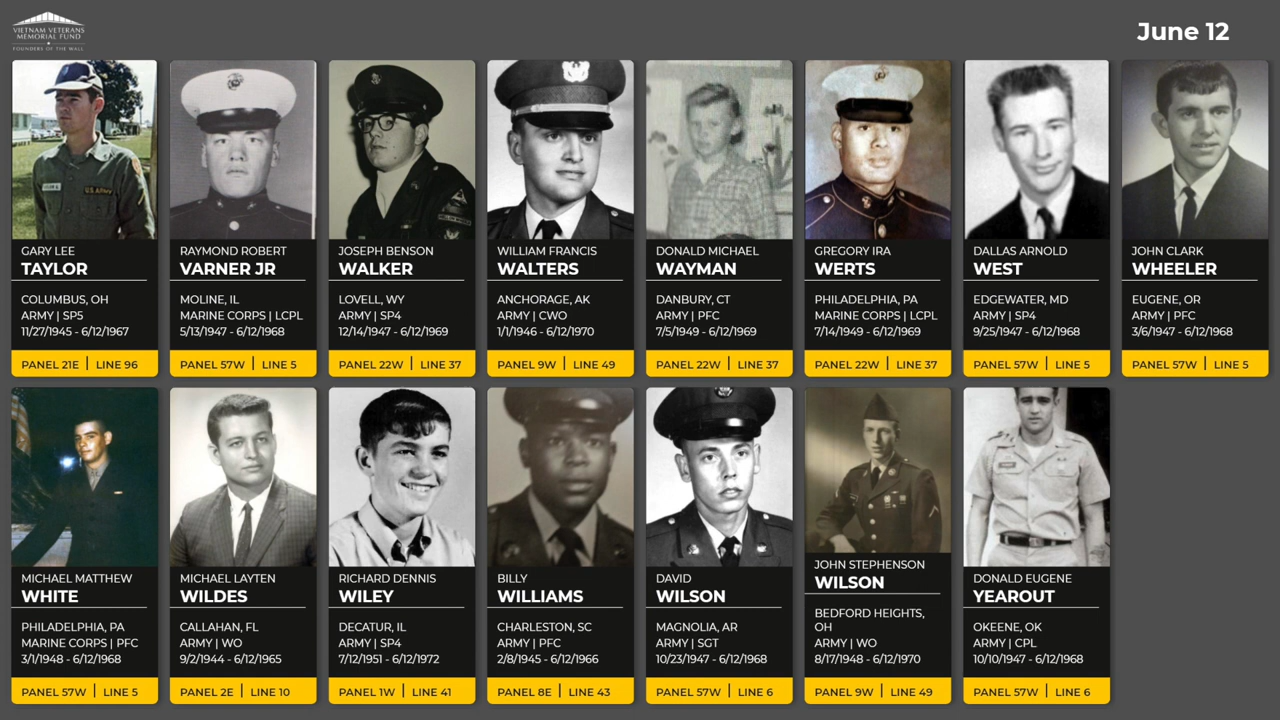 VIETNAM VETERANS
MEMORIAL FUND
FOUNDERS OF THE WALL
June 12
GARY LEE
TAYLOR
COLUMBUS, OH
ARMY | SP5
11/27/1945 - 6/12/1967
PANEL 21E | LINE 96
RAYMOND ROBERT
VARNER JR
MOLINE, IL
MARINE CORPS | LCPL
5/13/1947 - 6/12/1968
PANEL 57W | LINE 5
JOSEPH BENSON
WALKER
LOVELL, WY
ARMY | SP4
12/14/1947 - 6/12/1969
PANEL 22W | LINE 37
WILLIAM FRANCIS
WALTERS
ANCHORAGE, AK
ARMY | CWO
1/1/1946 - 6/12/1970
PANEL 9W | LINE 49
DONALD MICHAEL
WAYMAN
DANBURY, CT
ARMY | PFC
7/5/1949 - 6/12/1969
PANEL 22W | LINE 37
GREGORY IRA
WERTS
PHILADELPHIA, PA
MARINE CORPS | LCPL
7/14/1949 - 6/12/1969
PANEL 22W | LINE 37
DALLAS ARNOLD
WEST
EDGEWATER, MD
ARMY | SP4
9/25/1947 - 6/12/1968
PANEL 57W | LINE 5
JOHN CLARK
WHEELER
EUGENE, OR
ARMY | PFC
3/6/1947 - 6/12/1968
PANEL 57W | LINE 5
MICHAEL MATTHEW
WHITE
PHILADELPHIA, PA
MARINE CORPS | PFC
3/1/1948 - 6/12/1968
PANEL 57W | LINE 5
MICHAEL LAYTEN
WILDES
CALLAHAN, FL
ARMY | WO
9/2/1944 - 6/12/1965
PANEL 2E | LINE 10
RICHARD DENNIS
WILEY
DECATUR, IL
ARMY | SP4
7/12/1951 - 6/12/1972
PANEL 1W | LINE 41
BILLY
WILLIAMS
CHARLESTON, SC
ARMY | PFC
2/8/1945 - 6/12/1966
PANEL 8E | LINE 43
DAVID
WILSON
MAGNOLIA, AR
ARMY | SGT
10/23/1947 - 6/12/1968
PANEL 57W | LINE 6
JOHN STEPHENSON
WILSON
BEDFORD HEIGHTS,
OH
ARMY | WO
8/17/1948 - 6/12/1970
PANEL 9W | LINE 49
DONALD EUGENE
YEAROUT
OKEENE, OK
ARMY | CPL
10/10/1947 - 6/12/1968
PANEL 57W | LINE 6
U.S. ARMY